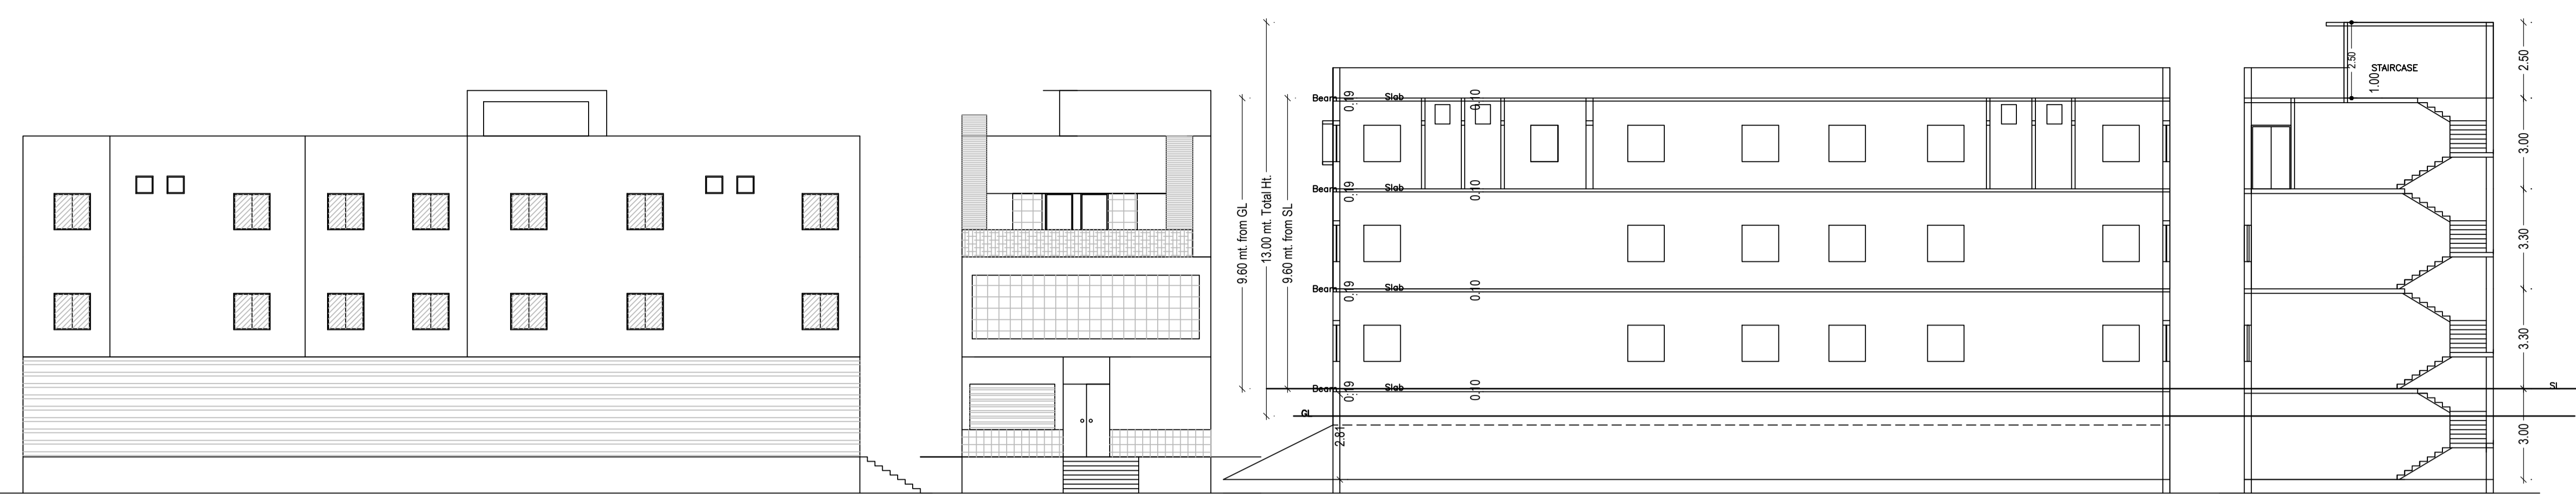 9.60 mt. from GL
13.00 mt. Total Ht.
9.60 mt. from SL
Beam
0.19
Slab
0.10
Beam
0.19
Slab
0.10
Beam
0.19
Slab
0.10
Beam
0.19
Slab
0.10
GL
2.81
2.50
STAIRCASE
1.00
2.50
3.00
3.30
3.30
SL
3.00